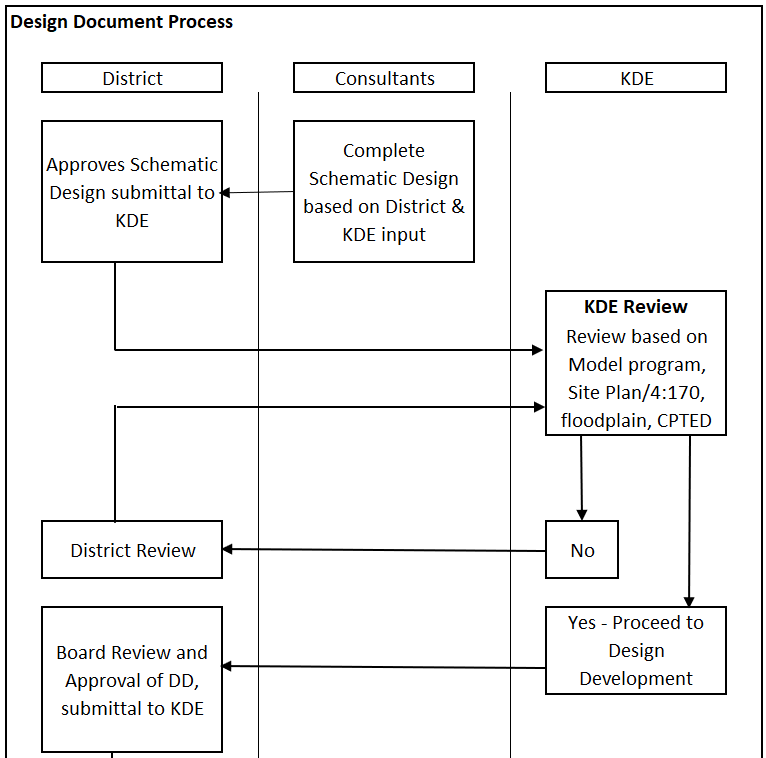 Design Document Process
District
Consultants
KDE
Approves Schematic
Design submittal to
KDE
Complete
Schematic Design
based on District &
KDE input
KDE Review
Review based on
Model program,
Site Plan/4:170,
floodplain, CPTED
District Review
No
Board Review and
Approval of DD,
submittal to KDE
Yes - Proceed to
Design
Development